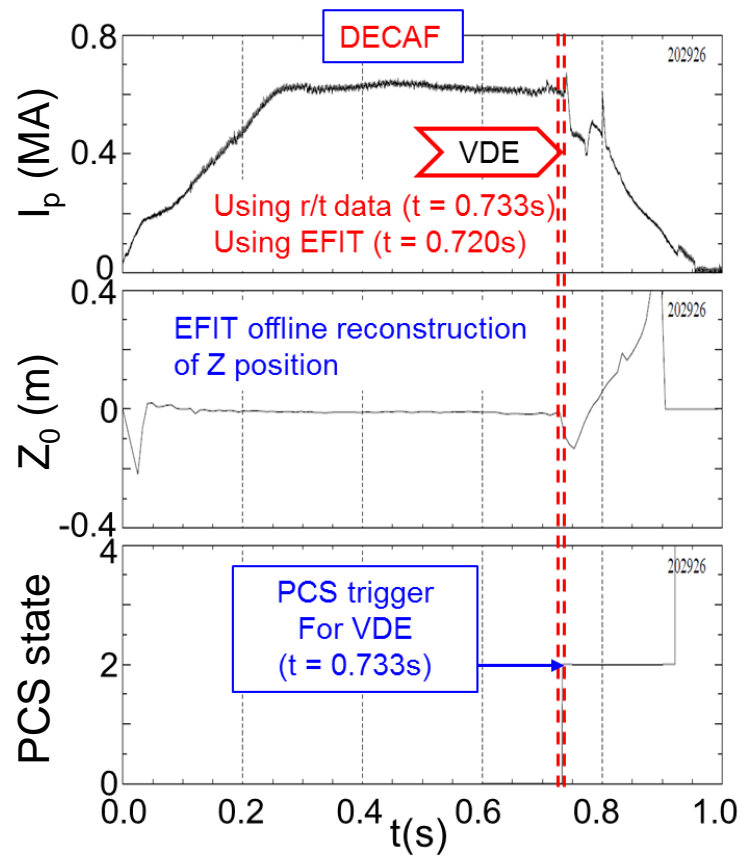 DECAF
202926
0.8
0.4
0
I_p (MA)
VDE
Using r/t data (t = 0.733s)
Using EFIT (t = 0.720s)
0.4
0
-0.4
Z_0 (m)
EFIT offline reconstruction
of Z position
202926
4
2
0
PCS state
202926
PCS trigger
For VDE
(t = 0.733s)
0.0 0.2 0.4 0.6 0.8 1.0
t(s)